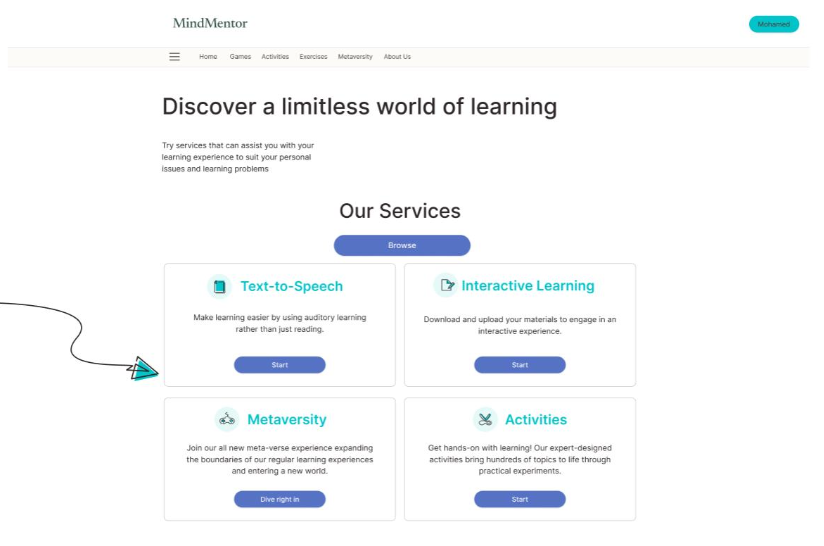 MindMentor
Mohamed
Home Games Activities Exercises Metaversity About Us
Discover a limitless world of learning
Try services that can assist you with your
learning experience to suit your personal
issues and learning problems
Our Services
Browse
Text-to-Speech
Make learning easier by using auditory learning
rather than just reading.
Start
Interactive Learning
Download and upload your materials to engage in an
interactive experience.
Start
Metaversity
Join our all new meta-verse experience expanding
the boundaries of our regular learning experiences
and entering a new world.
Dive right in
Activities
Get hands-on with learning! Our expert-designed
activities bring hundreds of topics to life through
practical experiments.
Start